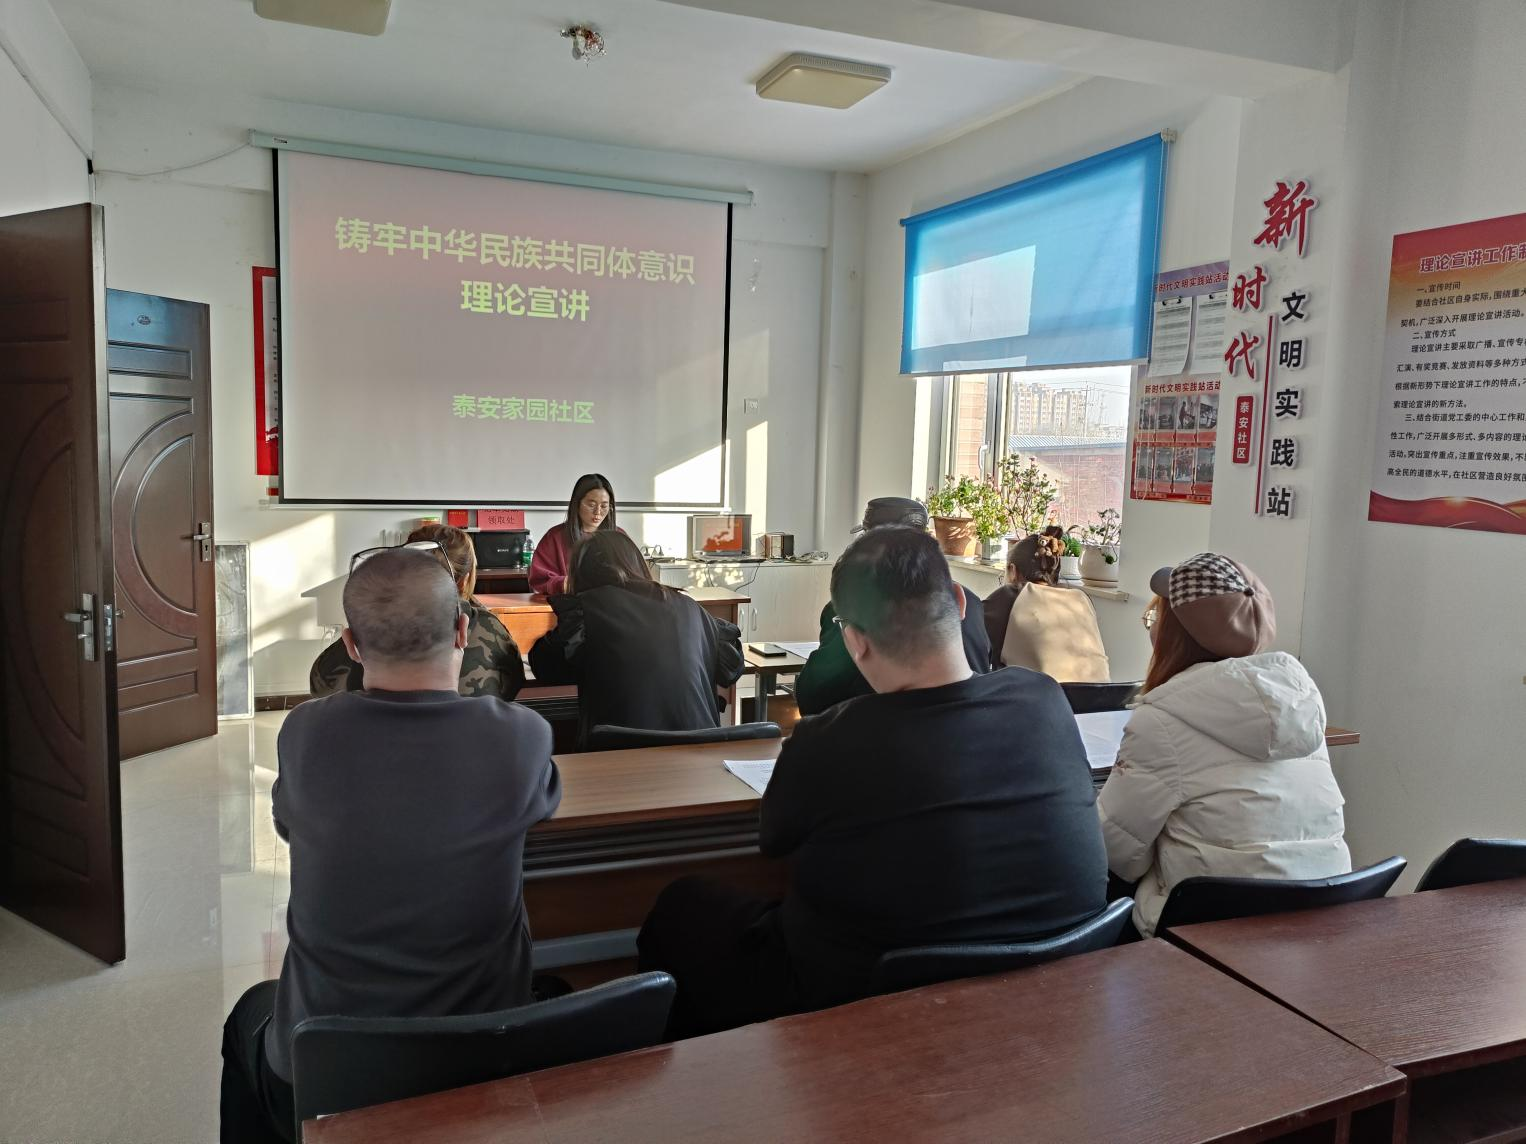 铸牢中华民族共同体意识
理论宣讲
泰安家园社区
领取处
新时代文明实践站活动
新时代文明实践站活动
新时代
文明实践站
泰安社区
理论宣讲工作制
一、宣传时间
要结合社区自身实际，围绕重大
契机，广泛深入开展理论宣讲活动。
二、宣传方式
理论宣讲主要采取广播、宣传专
汇演、有奖竞赛、发放资料等多种方式
根据新形势下理论宣讲工作的特点，不
索理论宣讲的新方法。
三、结合街道党工委的中心工作和
性工作，广泛开展多形式、多内容的理论
活动。突出宣传重点，注重宣传效果，不
高全民的道德水平，在社区营造良好氛围